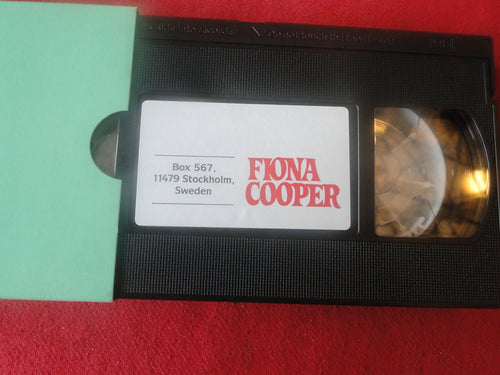 Box 567,
11479 Stockholm,
Sweden
FIONA
COOPER